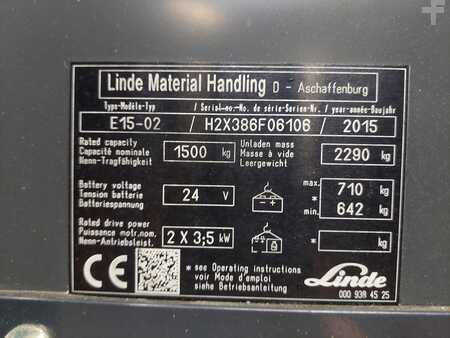 Linde Material Handling D - Aschaffenburg
Type-Modèle-Typ / Serial-no.-No. de série-Serien-Nr. / year-année-Baujahr
E15-02 / H2X386F06106 / 2015
Rated capacity
Capacité nominale
Nenn-Tragfähigkeit
1500 kg
Unladen mass
Masse à vide
Leergewicht
2290 kg
Battery voltage
Tension batterie
Batteriespannung
24 V
- +
max. 710 kg
*
min. 642 kg
Rated drive power
Puissance motr.nom.
Nenn-Antriebsleist.
2 X 3,5 kW
* kg
CE
* see Operating instructions
voir Mode d'emploi
siehe Betriebsanleitung
Linde
000 938 45 25
F